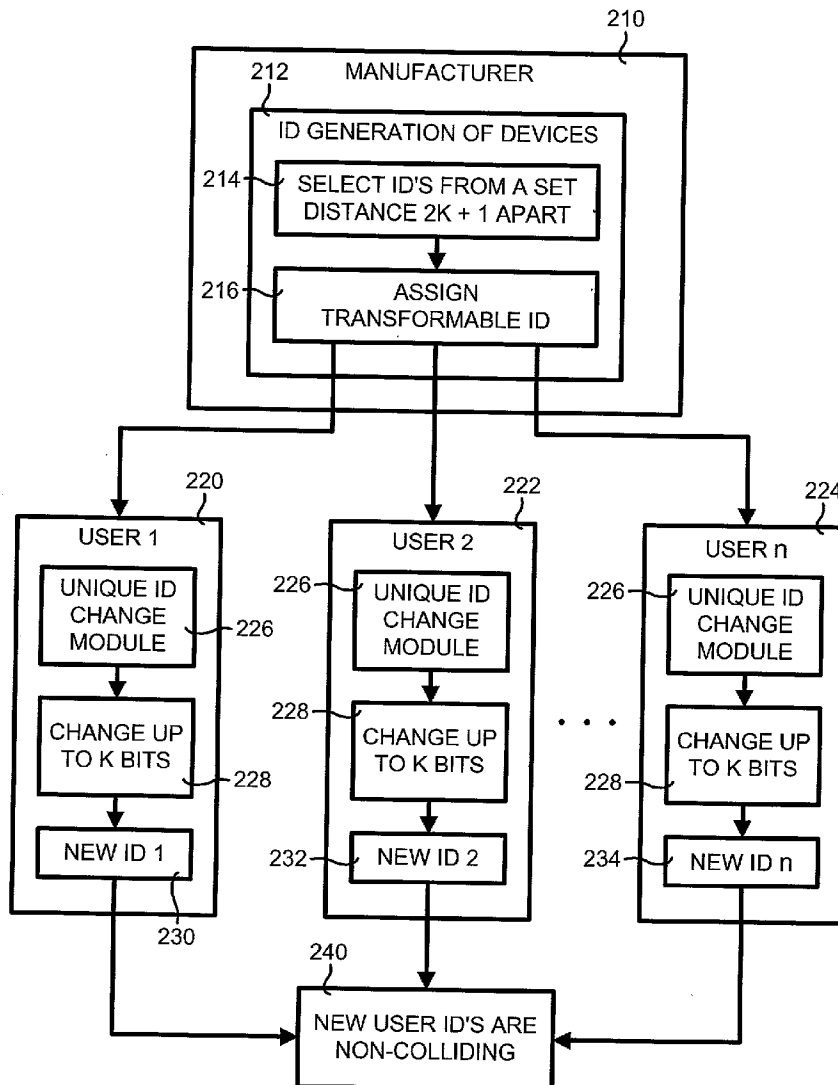 210
MANUFACTURER
212
ID GENERATION OF DEVICES
214
SELECT ID'S FROM A SET
DISTANCE 2K + 1 APART
216
ASSIGN
TRANSFORMABLE ID
220
USER 1
UNIQUE ID
CHANGE
MODULE
226
CHANGE UP
TO K BITS
228
NEW ID 1
230
222
USER 2
226
UNIQUE ID
CHANGE
MODULE
228
CHANGE UP
TO K BITS
232
NEW ID 2
. . .
224
USER n
226
UNIQUE ID
CHANGE
MODULE
CHANGE UP
TO K BITS
228
234
NEW ID n
240
NEW USER ID'S ARE
NON-COLLIDING